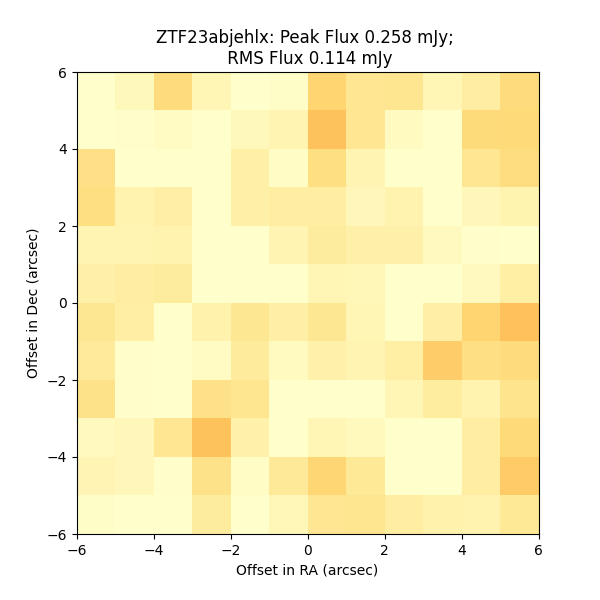 ZTF23abjehlx: Peak Flux 0.258 mJy;
RMS Flux 0.114 mJy
6
4
2
0
−2
−4
−6
Offset in Dec (arcsec)
−6 −4 −2 0 2 4 6
Offset in RA (arcsec)